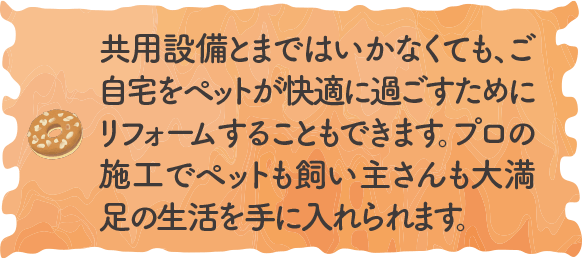 共用設備とまではいかなくても、ご
自宅をペットが快適に過ごすために
リフォームすることもできます。プロの
施工でペットも飼い主さんも大満
足の生活を手に入れられます。